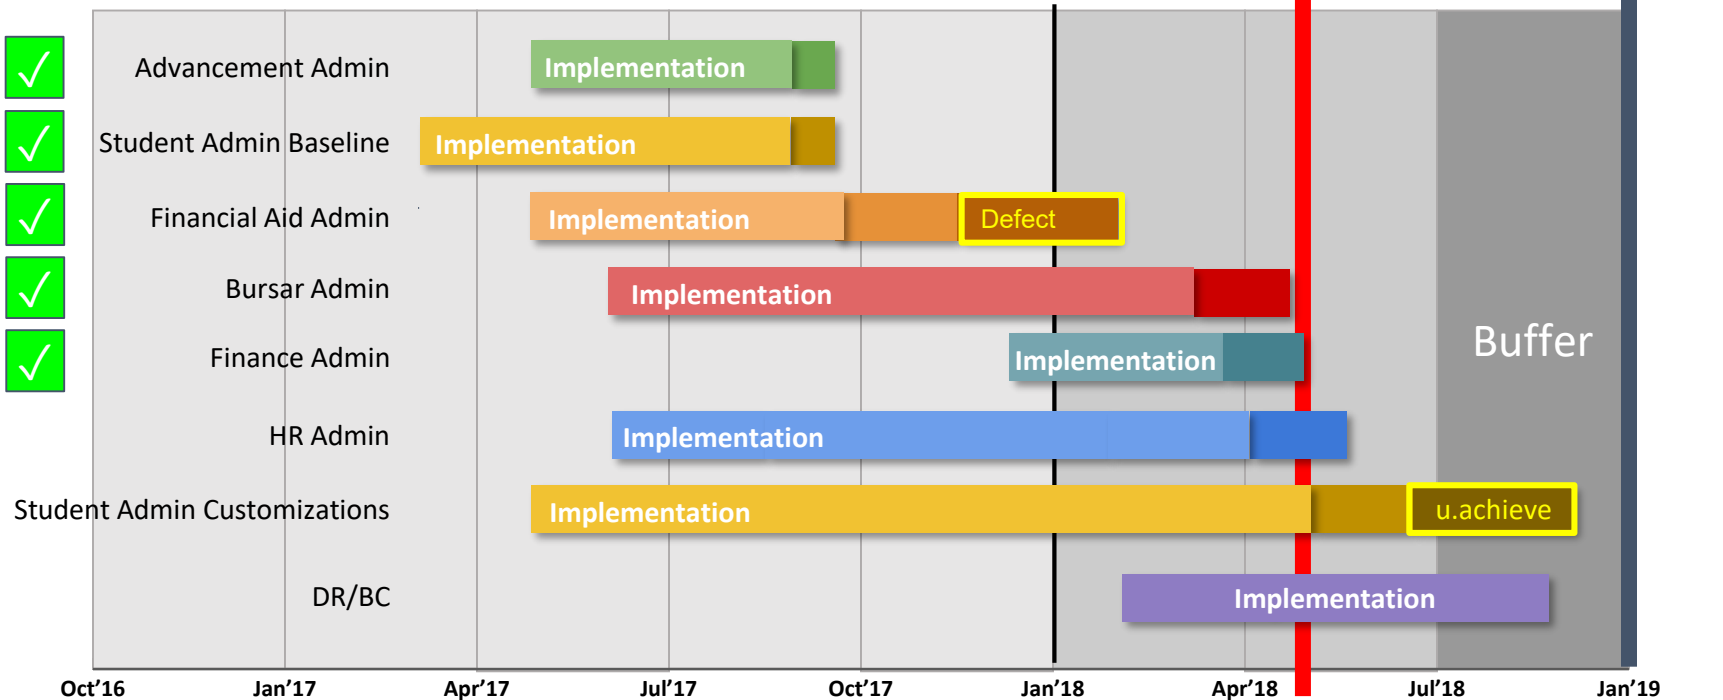 Advancement Admin Implementation
Student Admin Baseline Implementation
Financial Aid Admin Implementation Defect
Bursar Admin Implementation
Finance Admin Implementation
Buffer
HR Admin Implementation
Student Admin Customizations Implementation u.achieve
DR/BC Implementation
Oct’16 Jan’17 Apr’17 Jul’17 Oct’17 Jan’18 Apr’18 Jul’18 Jan’19